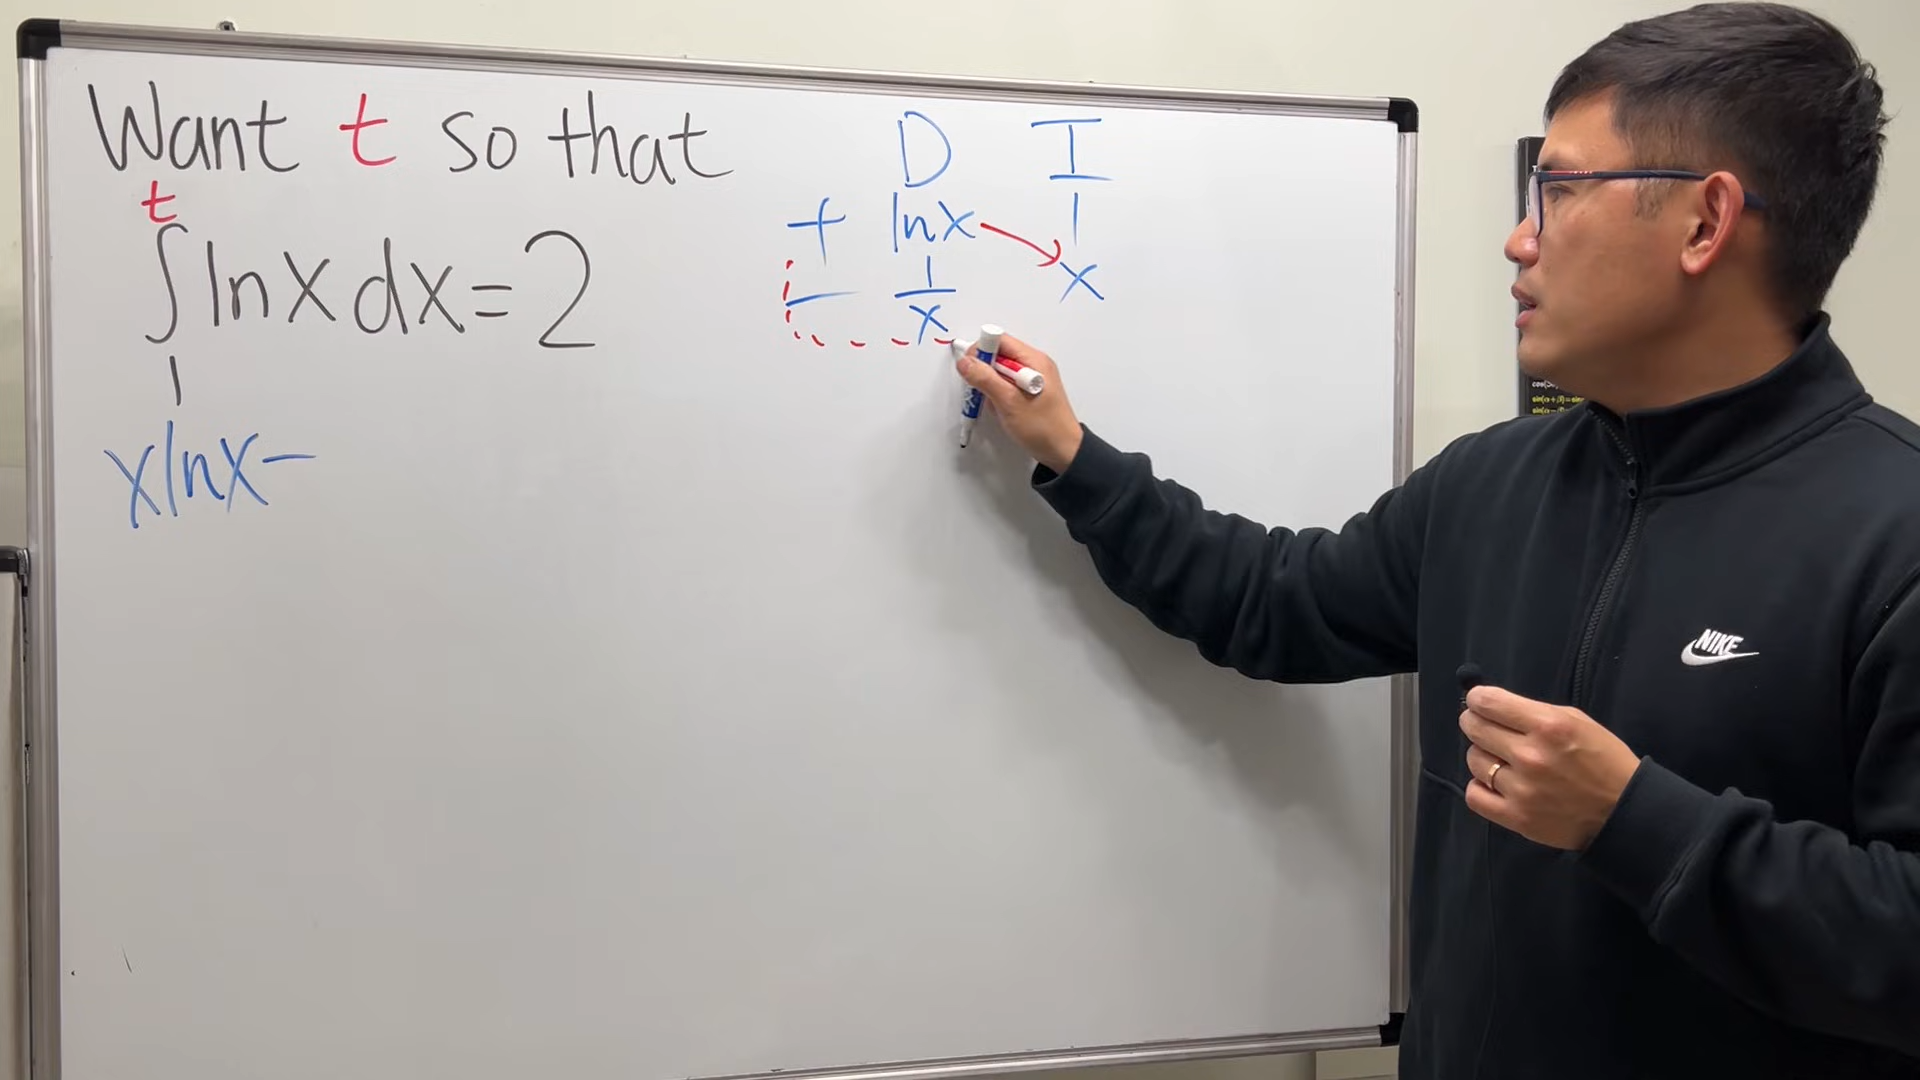 Want t so that
t
∫ ln x dx = 2
1
x ln x −
D I
+ ln x 1
− 1/x x
NIKE